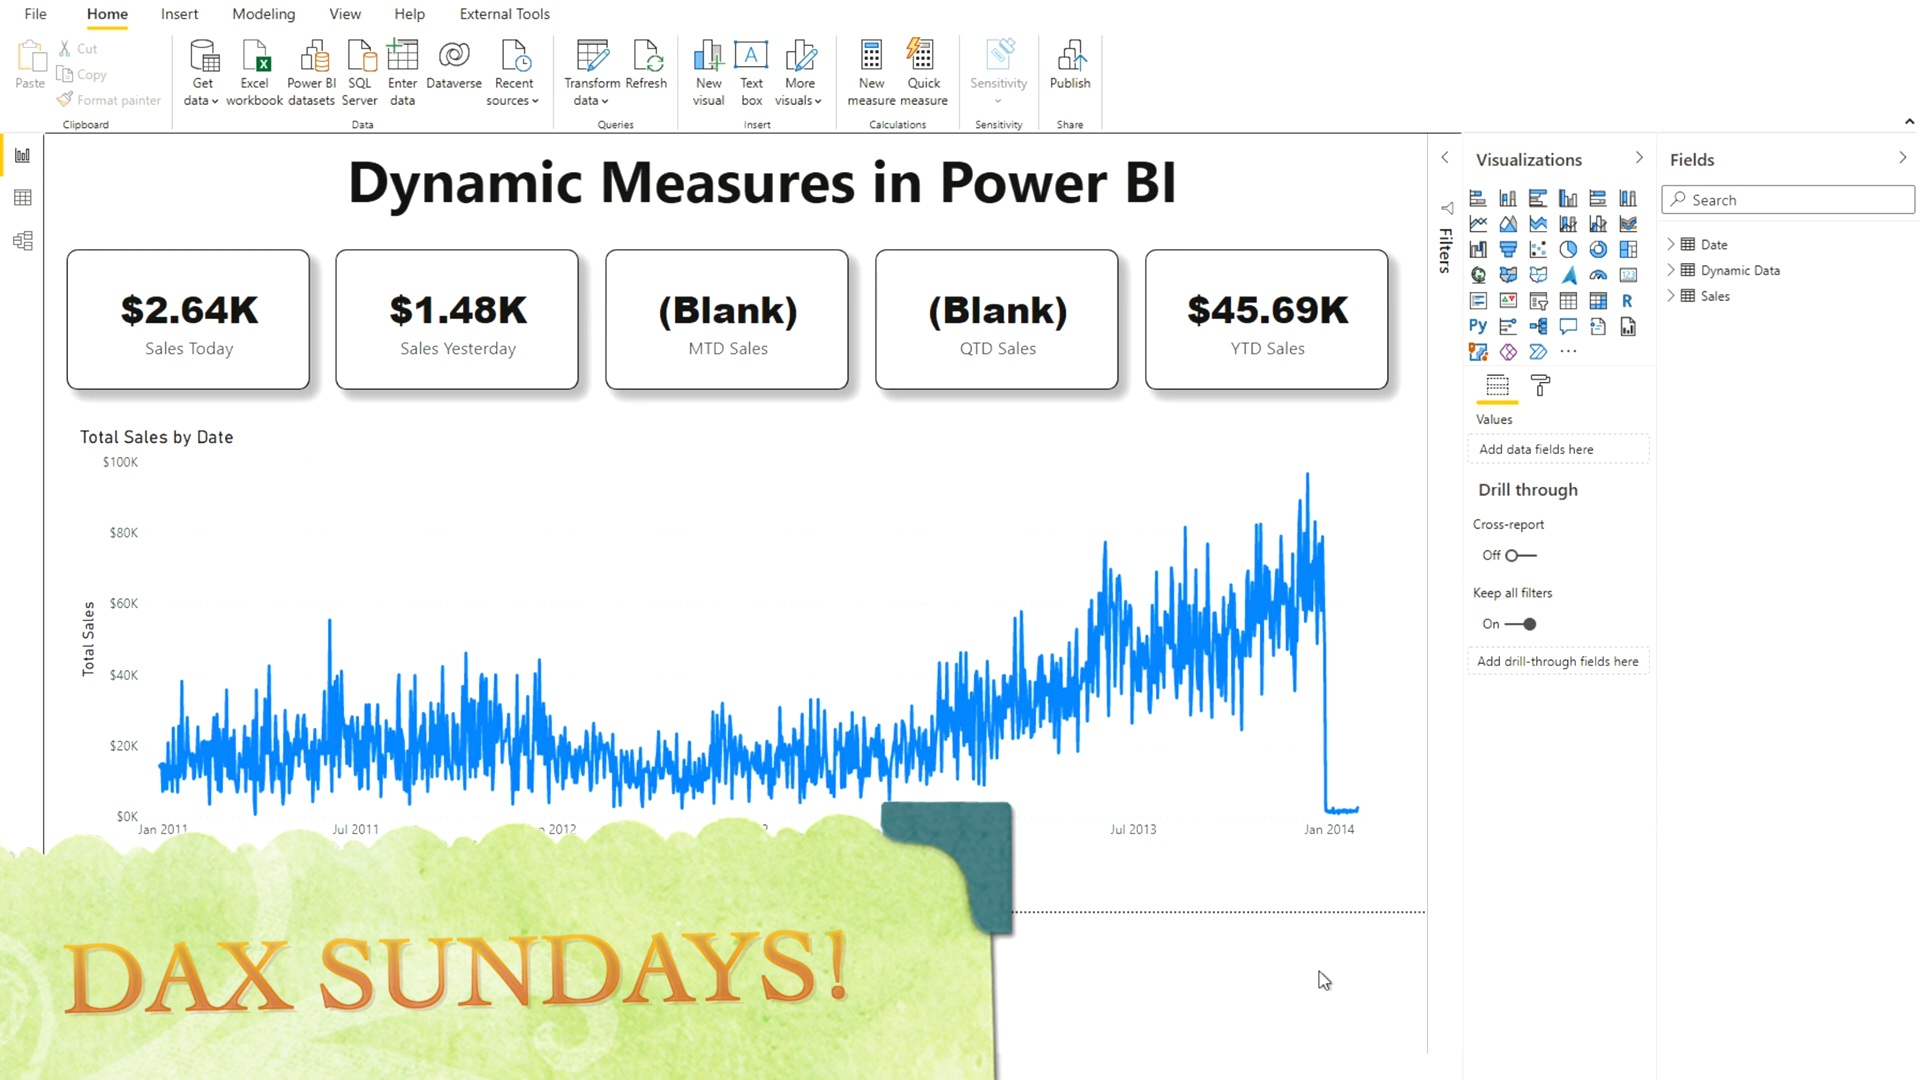 File Home Insert Modeling View Help External Tools
Paste
Cut
Copy
Format painter
Clipboard
Get data
Excel workbook
Power BI datasets
SQL Server
Enter data
Dataverse
Recent sources
Data
Transform data
Refresh
Queries
New visual
Text box
More visuals
Insert
New measure
Quick measure
Calculations
Sensitivity
Sensitivity
Publish
Share
Dynamic Measures in Power BI
$2.64K
Sales Today
$1.48K
Sales Yesterday
(Blank)
MTD Sales
(Blank)
QTD Sales
$45.69K
YTD Sales
Total Sales by Date
Total Sales
$100K
$80K
$60K
$40K
$20K
$0K
Jan 2011 Jul 2011 2012 Jul 2013 Jan 2014
DAX SUNDAYS!
Filters
Visualizations
R
Py
Values
Add data fields here
Drill through
Cross-report
Off
Keep all filters
On
Add drill-through fields here
Fields
Search
Date
Dynamic Data
Sales